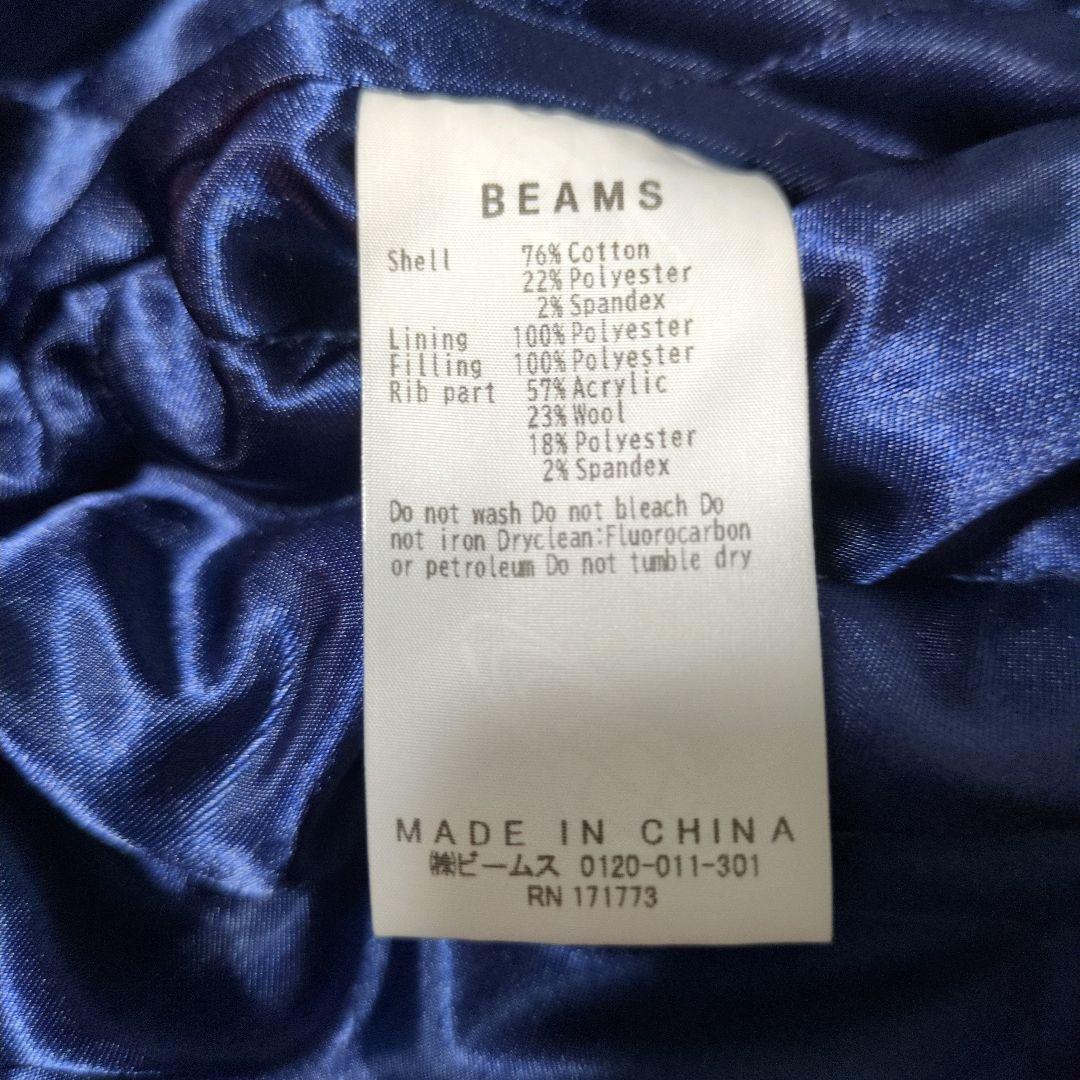 BEAMS
Shell 76% Cotton
22% Polyester
2% Spandex
Lining 100% Polyester
Filling 100% Polyester
Rib part 57% Acrylic
23% Wool
18% Polyester
2% Spandex
Do not wash Do not bleach Do
not iron Dryclean:Fluorocarbon
or petroleum Do not tumble dry
MADE IN CHINA
㈱ビームス 0120-011-301
RN 171773